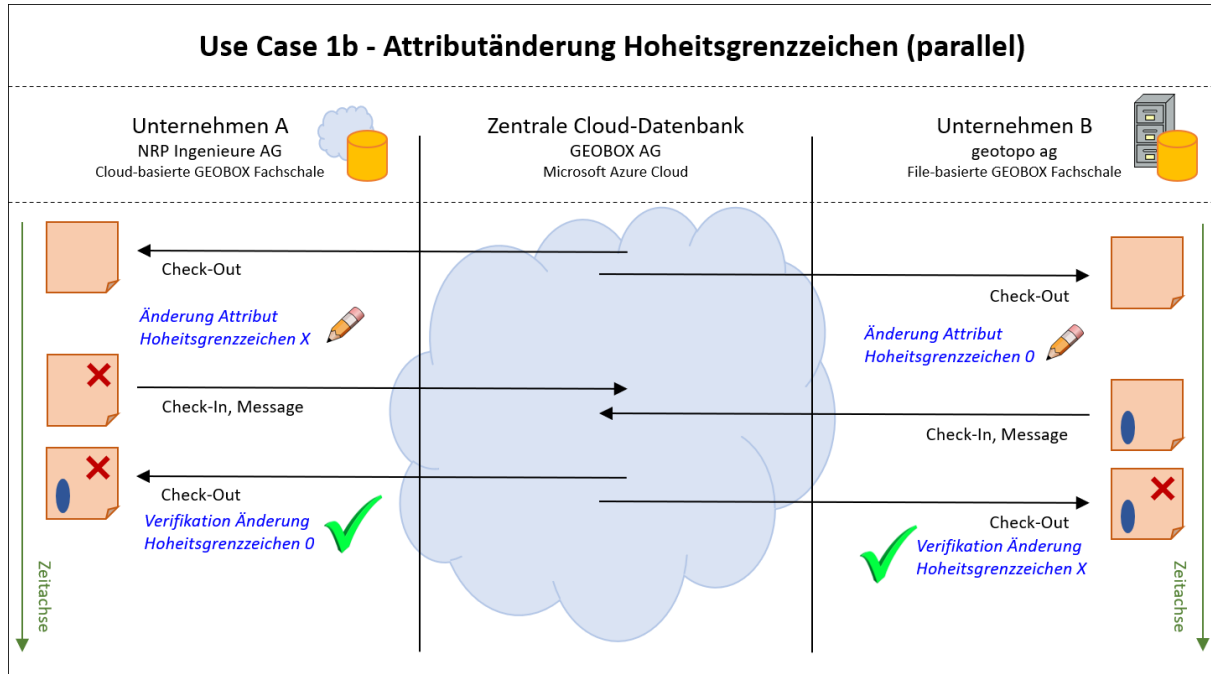 Use Case 1b - Attributänderung Hoheitsgrenzzeichen (parallel)
Unternehmen A
NRP Ingenieure AG
Cloud-basierte GEOBOX Fachschale
Zentrale Cloud-Datenbank
GEOBOX AG
Microsoft Azure Cloud
Unternehmen B
geotopo ag
File-basierte GEOBOX Fachschale
Check-Out
Check-Out
Änderung Attribut
Hoheitsgrenzzeichen X
Änderung Attribut
Hoheitsgrenzzeichen 0
Check-In, Message
Check-In, Message
Check-Out
Verifikation Änderung
Hoheitsgrenzzeichen 0
Check-Out
Verifikation Änderung
Hoheitsgrenzzeichen X
Zeitachse
Zeitachse